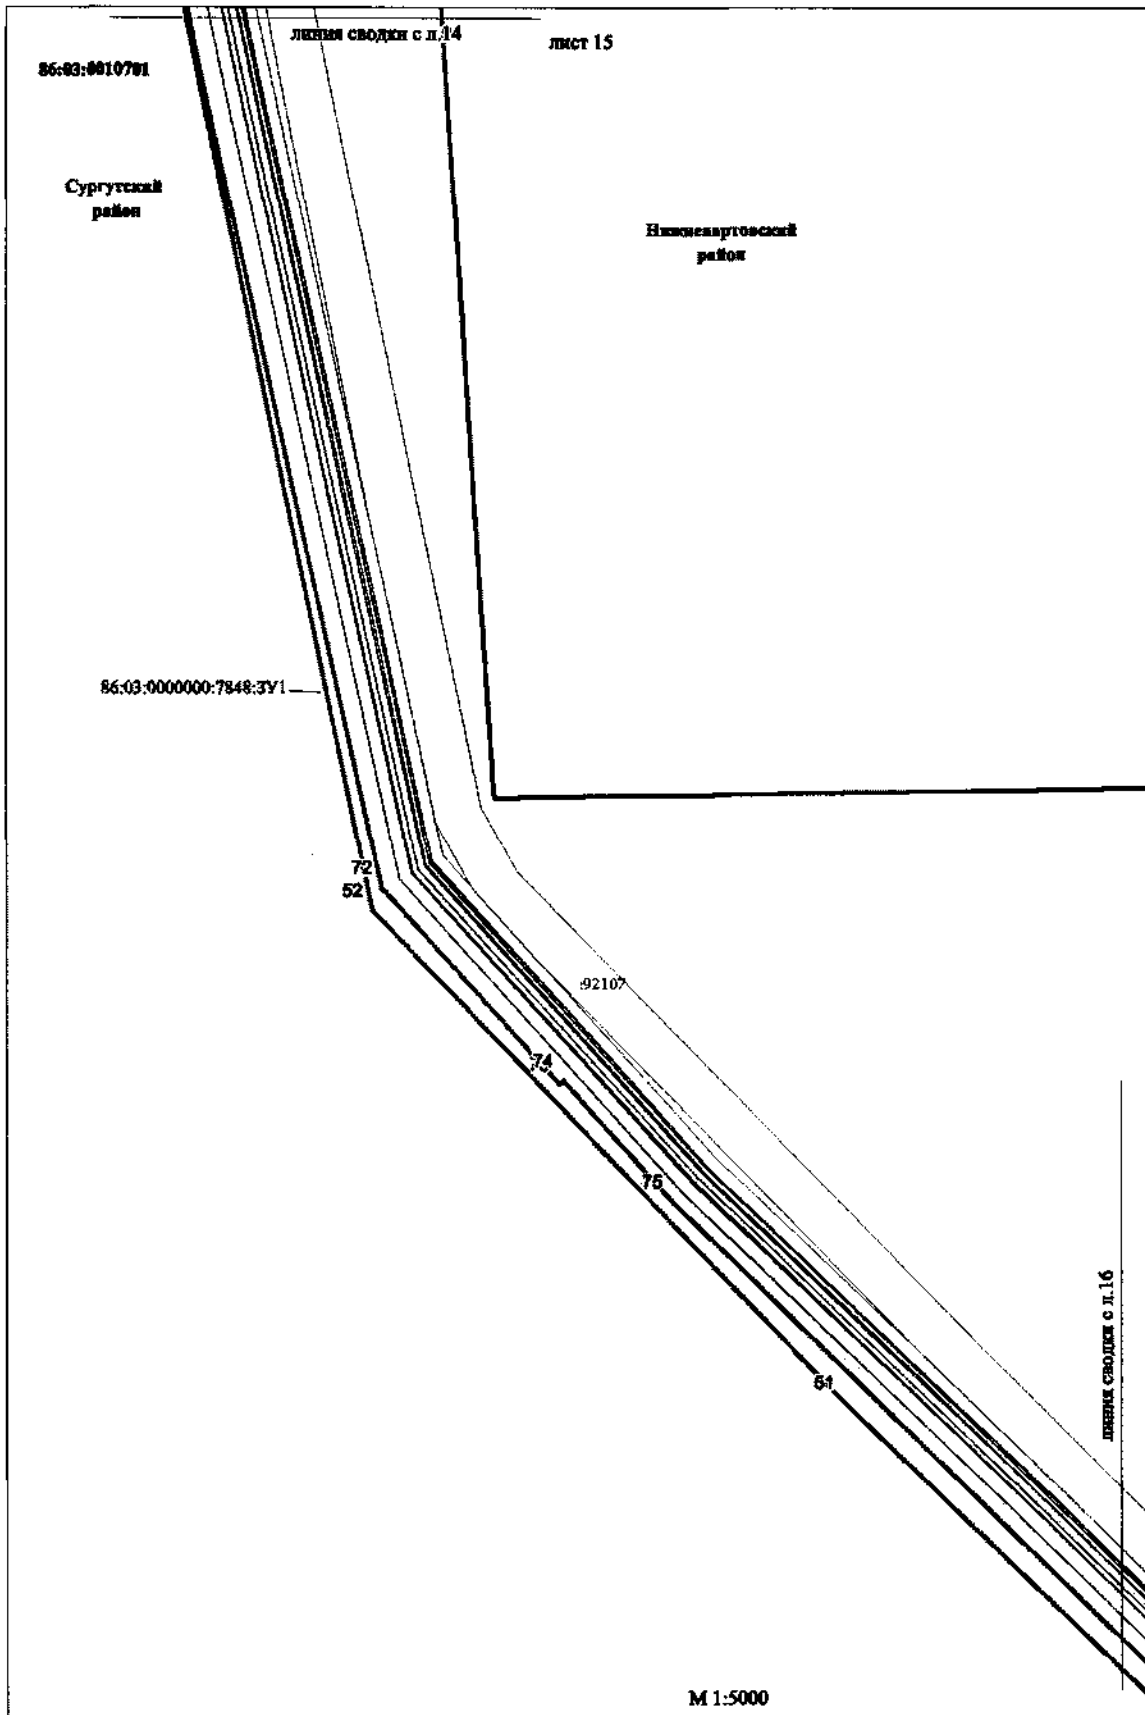 линия сводки с л.14
лист 15
86:03:0010701
Сургутский
район
Нижневартовский
район
86:03:0000000:7848:ЗУ1
72
52
:92107
74
75
51
линия сводки с л.16
М 1:5000